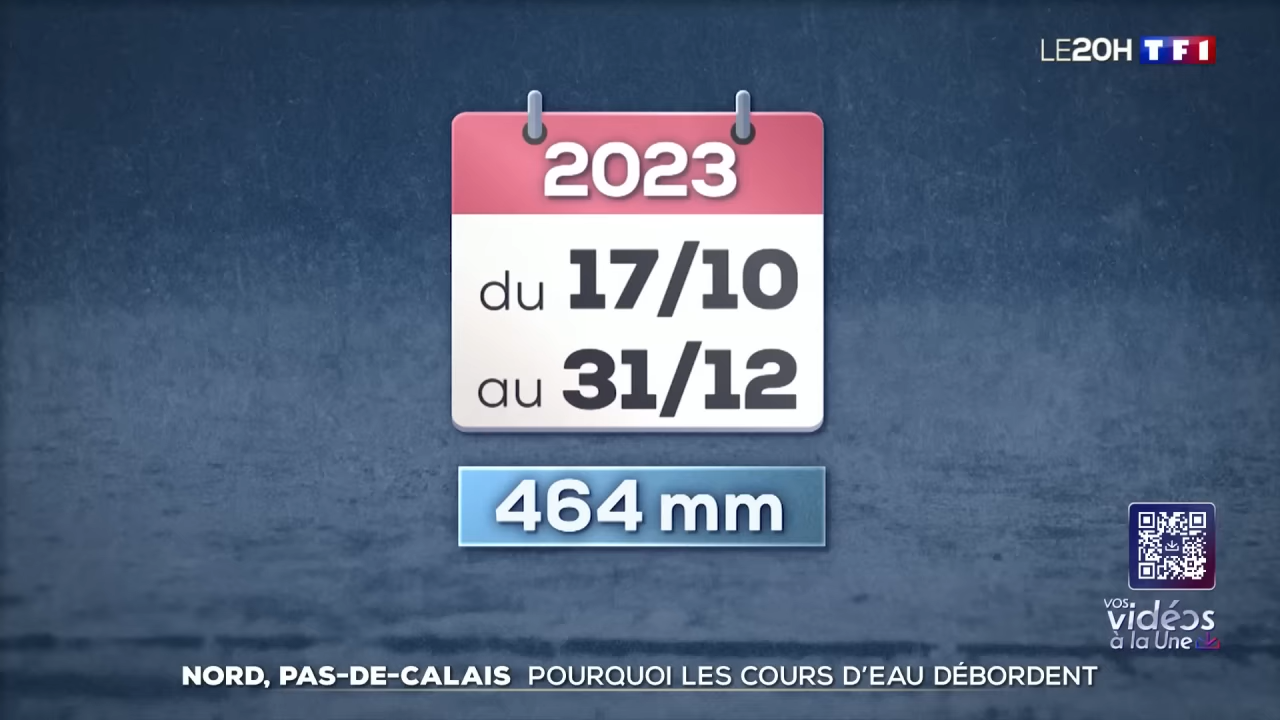 LE20H TF1
2023
du 17/10
au 31/12
464 mm
VOS
vidéos
à la Une
NORD, PAS-DE-CALAIS POURQUOI LES COURS D'EAU DÉBORDENT